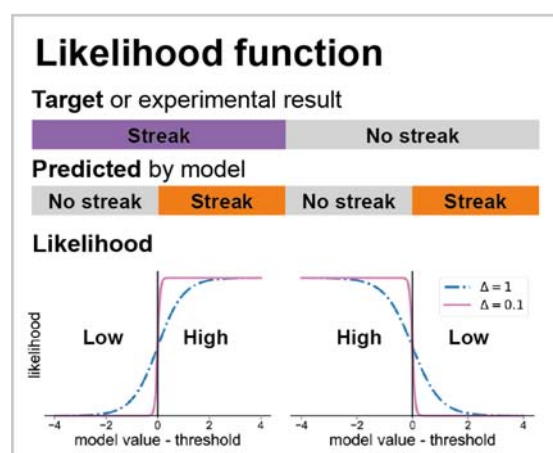 Likelihood function
Target or experimental result
Streak No streak
Predicted by model
No streak Streak No streak Streak
Likelihood
likelihood
Low High High Low
Δ = 1
Δ = 0.1
−4 −2 0 2 4 −4 −2 0 2 4
model value - threshold model value - threshold